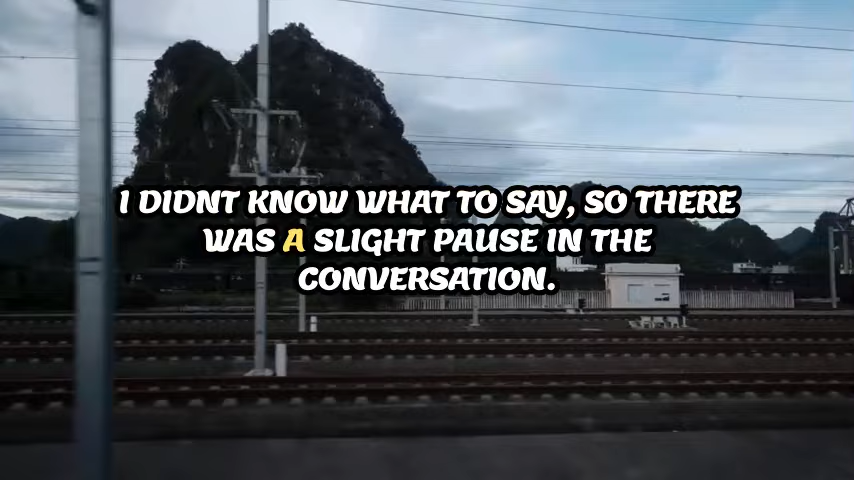 I DIDNT KNOW WHAT TO SAY, SO THERE
WAS A SLIGHT PAUSE IN THE
CONVERSATION.